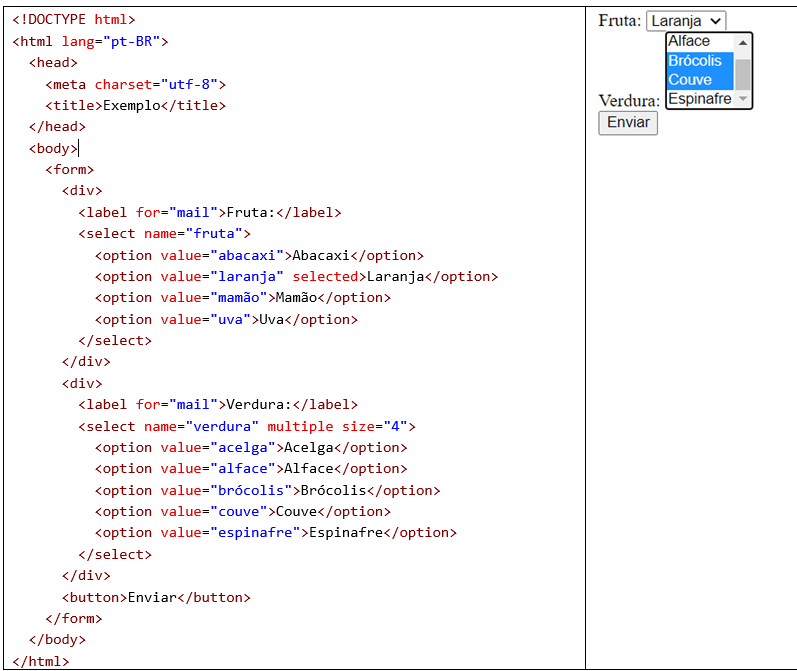 <!DOCTYPE html>
<html lang="pt-BR">
  <head>
    <meta charset="utf-8">
    <title>Exemplo</title>
  </head>
  <body>
    <form>
      <div>
        <label for="mail">Fruta:</label>
        <select name="fruta">
          <option value="abacaxi">Abacaxi</option>
          <option value="laranja" selected>Laranja</option>
          <option value="mamão">Mamão</option>
          <option value="uva">Uva</option>
        </select>
      </div>
      <div>
        <label for="mail">Verdura:</label>
        <select name="verdura" multiple size="4">
          <option value="acelga">Acelga</option>
          <option value="alface">Alface</option>
          <option value="brócolis">Brócolis</option>
          <option value="couve">Couve</option>
          <option value="espinafre">Espinafre</option>
        </select>
      </div>
      <button>Enviar</button>
    </form>
  </body>
</html>
Fruta: Laranja
Alface
Brócolis
Couve
Verdura: Espinafre
Enviar